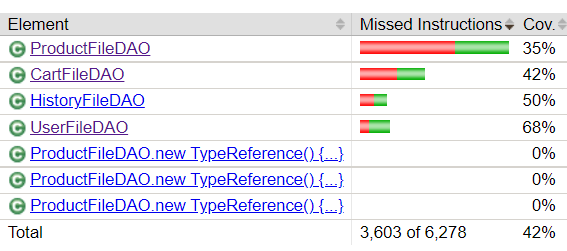 Element Missed Instructions Cov.
C ProductFileDAO 35%
C CartFileDAO 42%
C HistoryFileDAO 50%
C UserFileDAO 68%
C ProductFileDAO.new TypeReference() {...} 0%
C ProductFileDAO.new TypeReference() {...} 0%
C ProductFileDAO.new TypeReference() {...} 0%
Total 3,603 of 6,278 42%